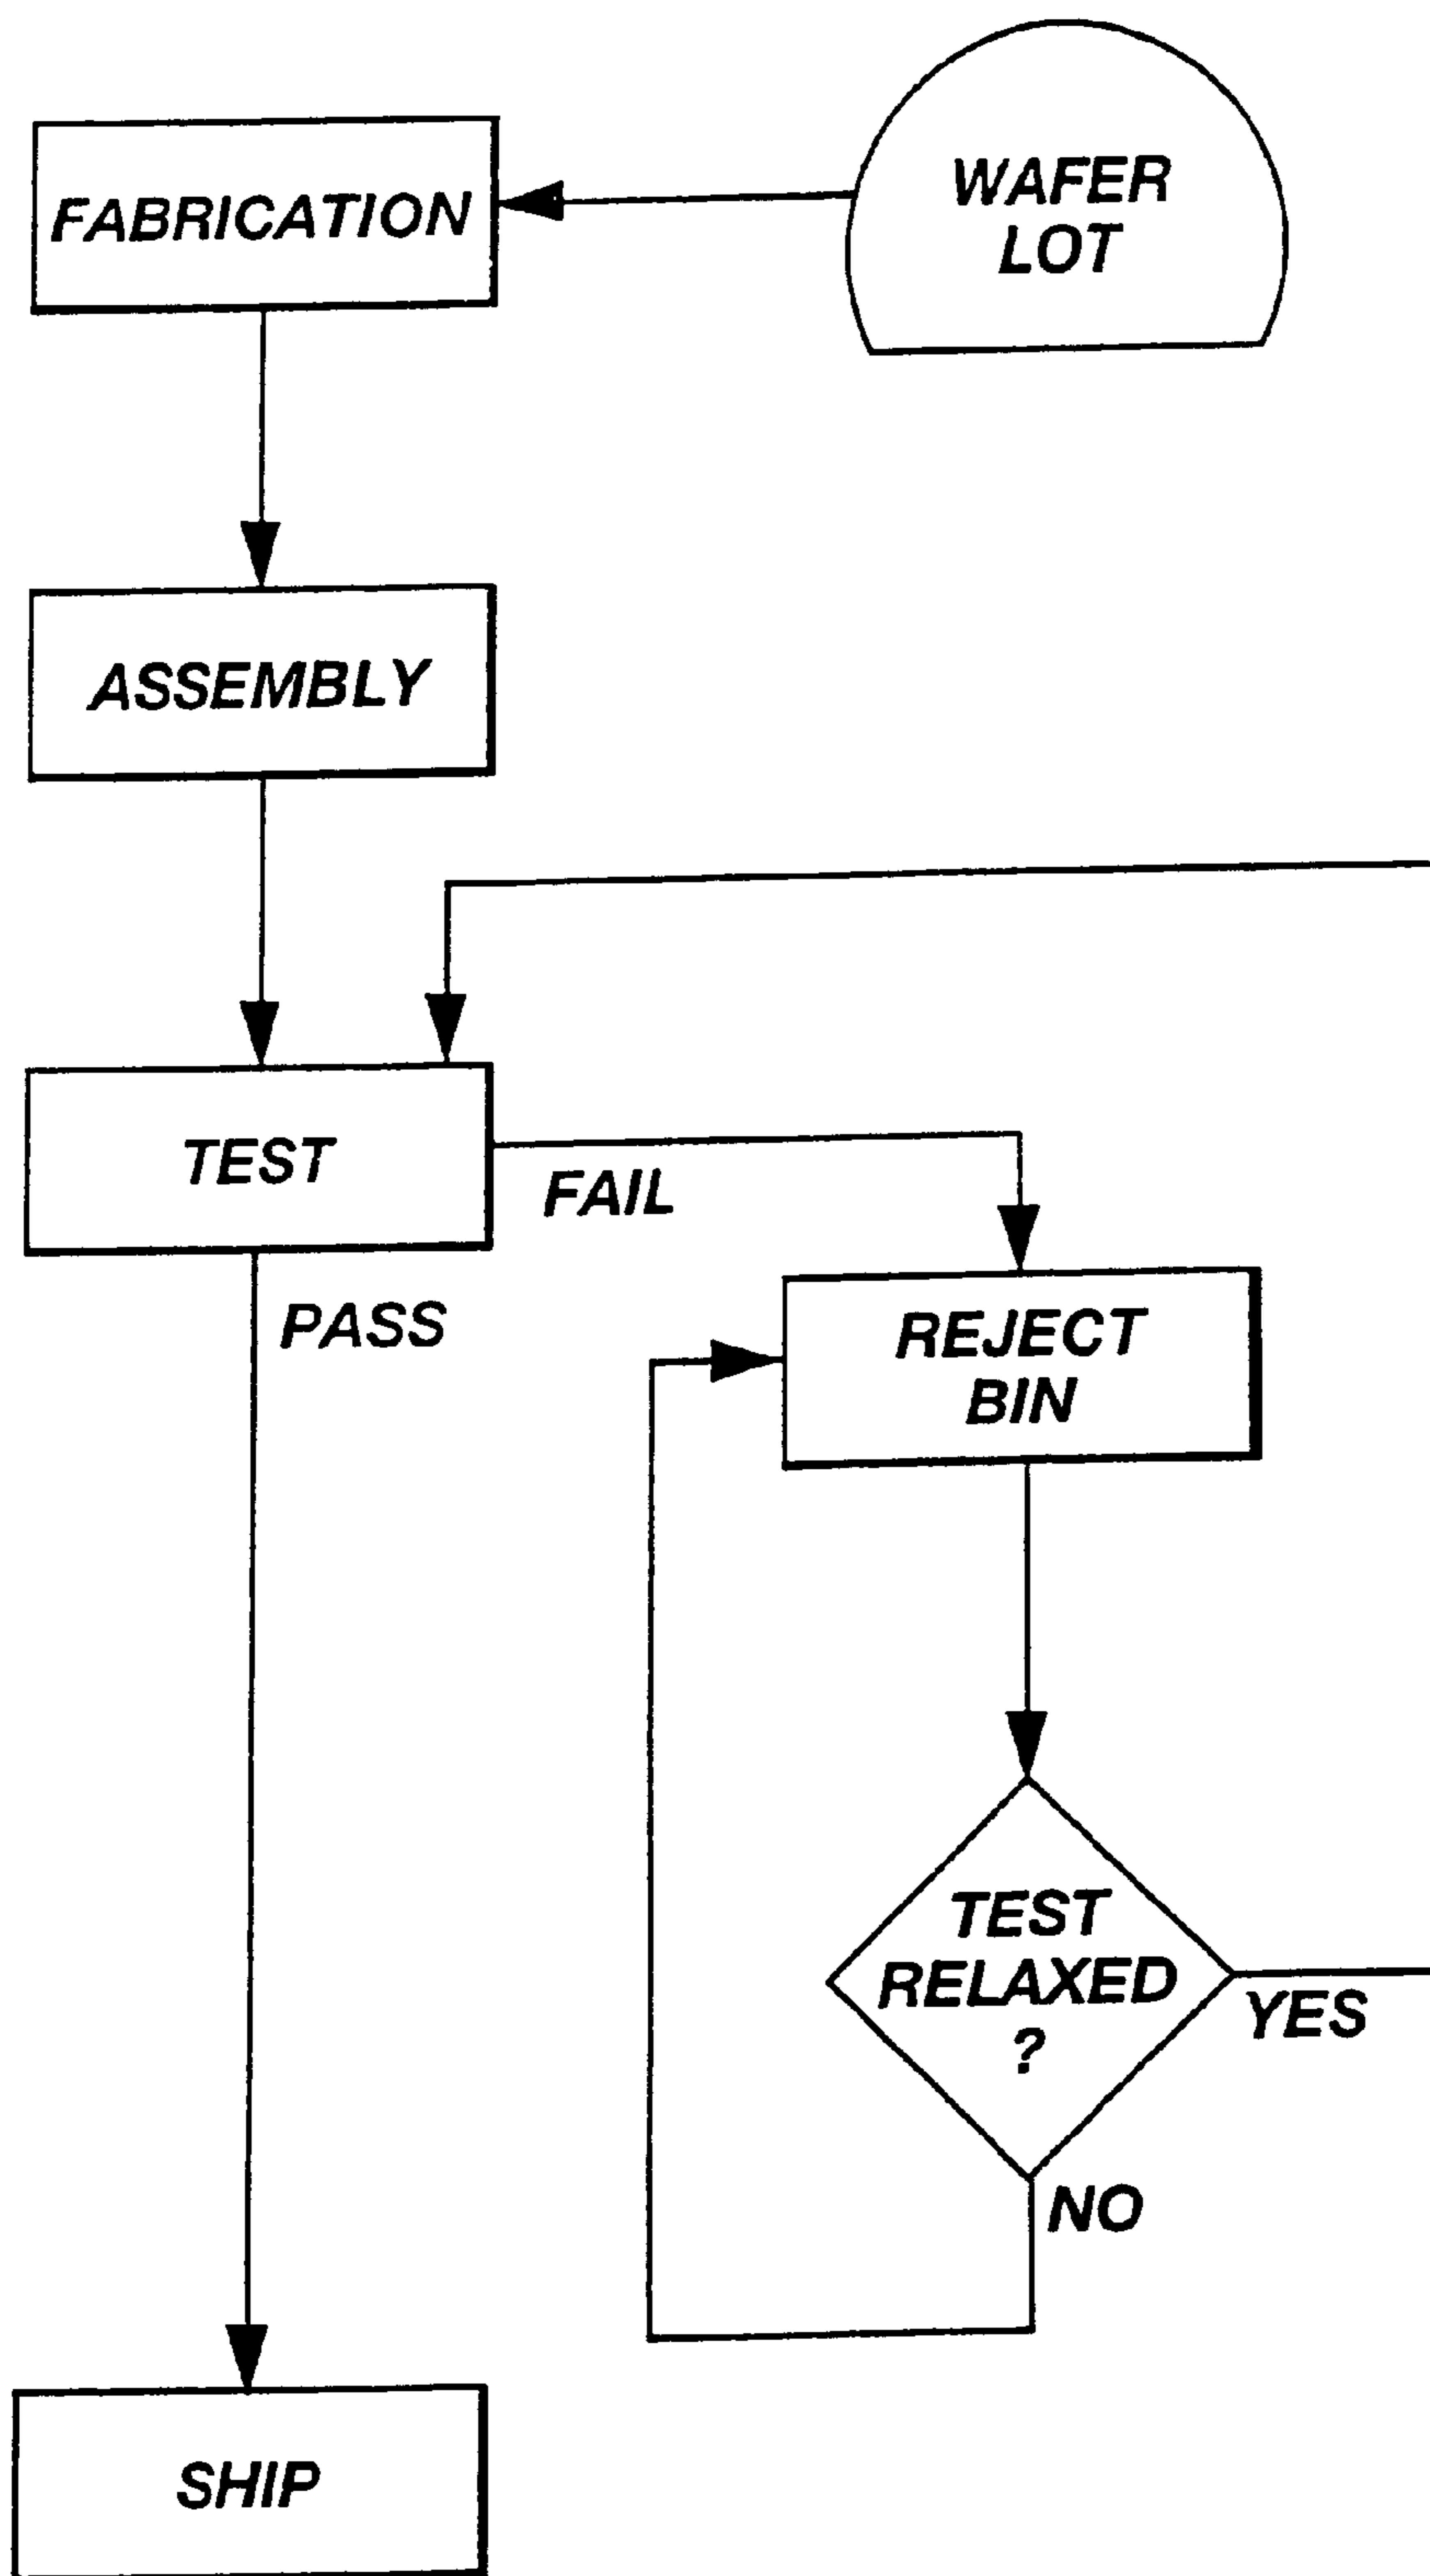 WAFER
LOT
FABRICATION
ASSEMBLY
TEST
FAIL
PASS
REJECT
BIN
TEST
RELAXED
?
YES
NO
SHIP